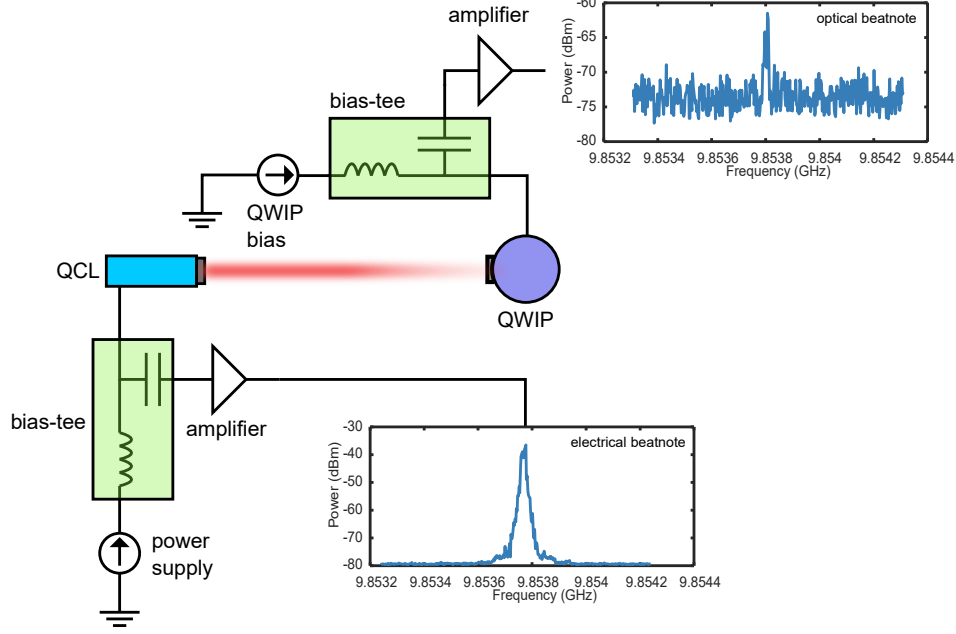 amplifier
-60
optical beatnote
-65
Power (dBm)
-70
-75
-80
9.8532 9.8534 9.8536 9.8538 9.854 9.8542 9.8544
Frequency (GHz)
bias-tee
QWIP
bias
QCL
QWIP
bias-tee
amplifier
power
supply
-30
electrical beatnote
-40
Power (dBm)
-50
-60
-70
-80
9.8532 9.8534 9.8536 9.8538 9.854 9.8542 9.8544
Frequency (GHz)